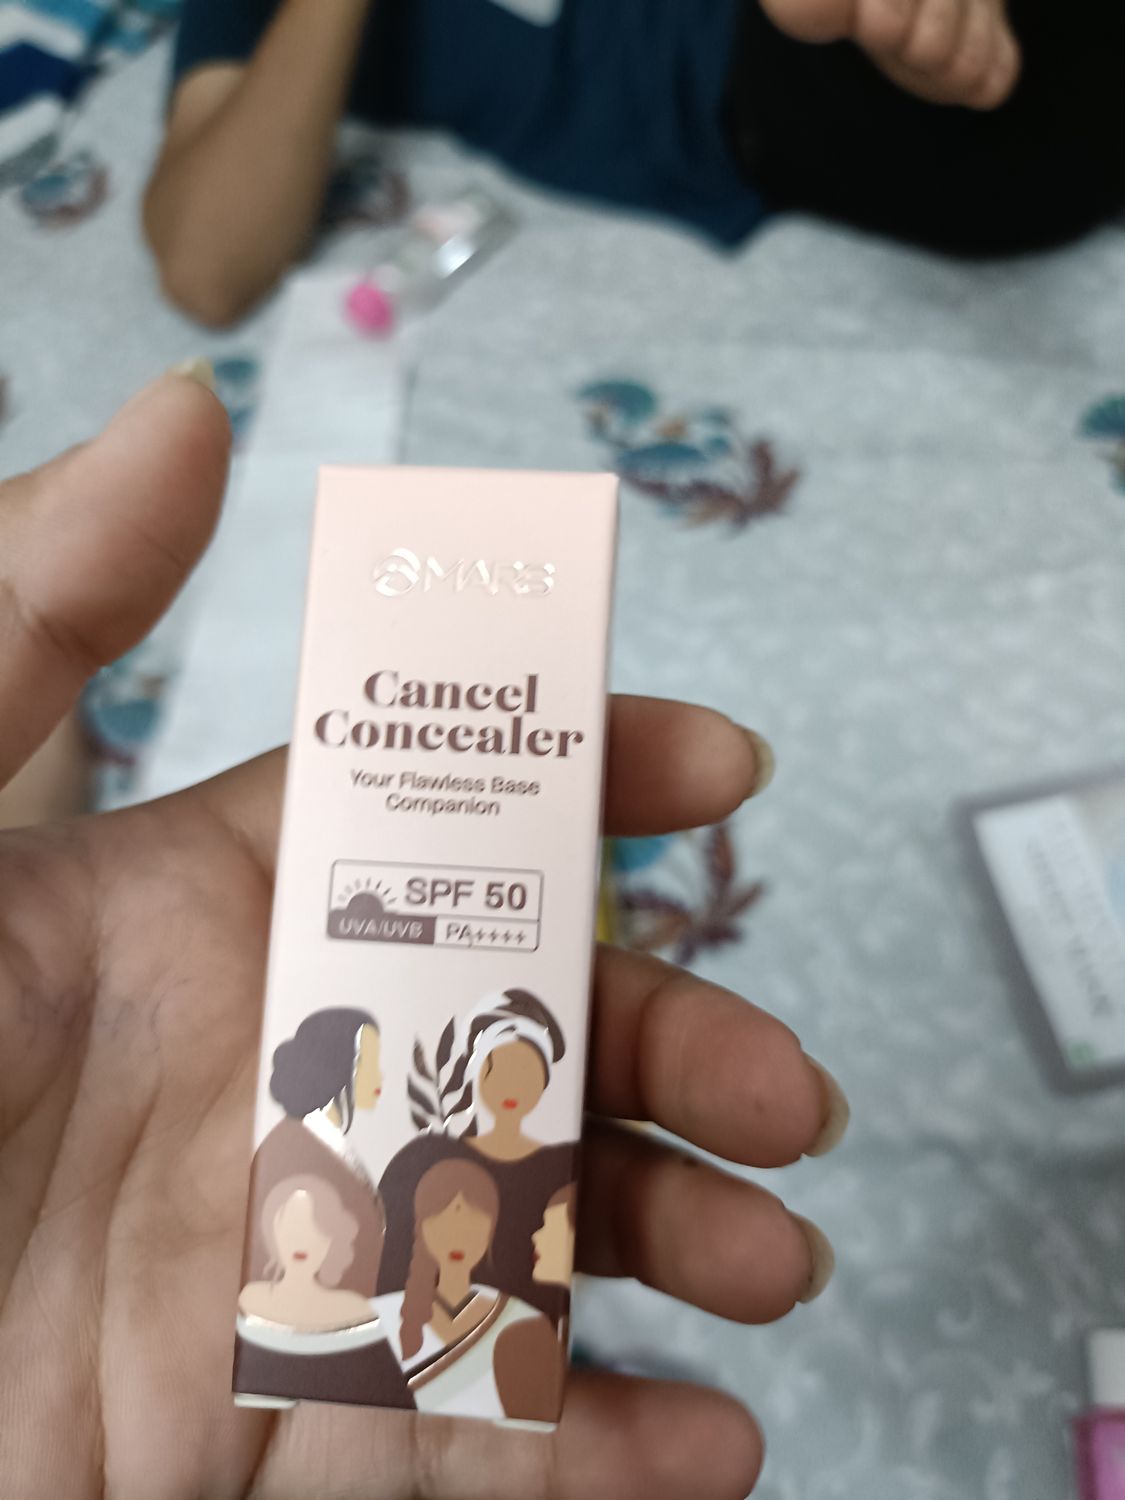 MARS
Cancel
Concealer
Your Flawless Base
Companion
SPF 50
UVA/UVB PA++++